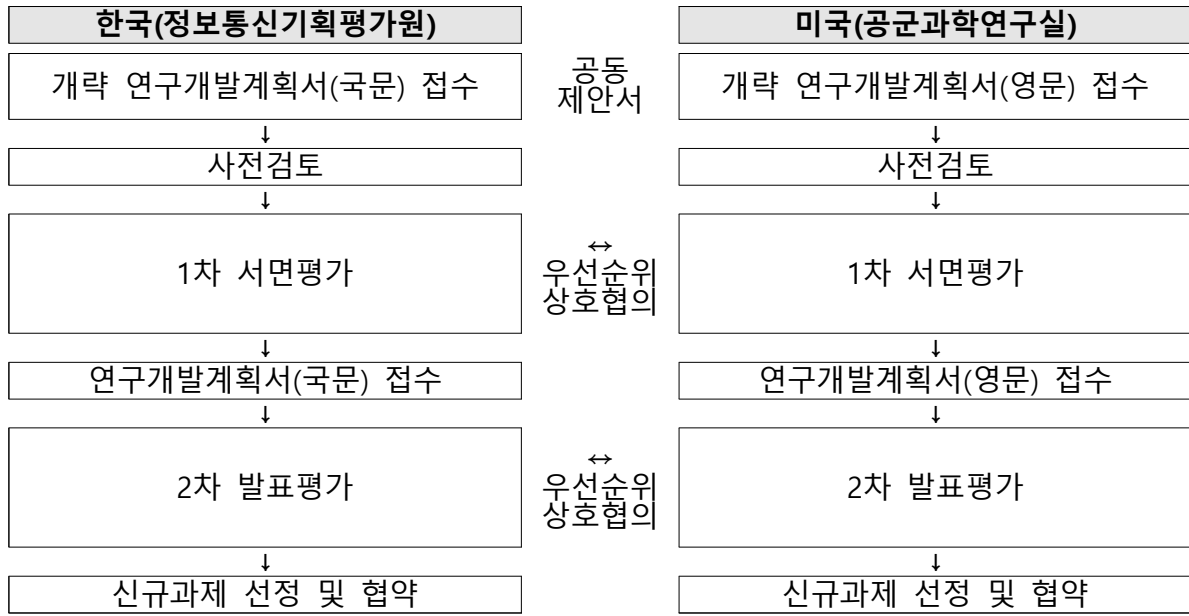 한국(정보통신기획평가원)
미국(공군과학연구실)
개략 연구개발계획서(국문) 접수
공동
제안서
개략 연구개발계획서(영문) 접수
↓
↓
사전검토
사전검토
↓
↓
1차 서면평가
↔
우선순위
상호협의
1차 서면평가
↓
↓
연구개발계획서(국문) 접수
연구개발계획서(영문) 접수
↓
↓
2차 발표평가
↔
우선순위
상호협의
2차 발표평가
↓
↓
신규과제 선정 및 협약
신규과제 선정 및 협약